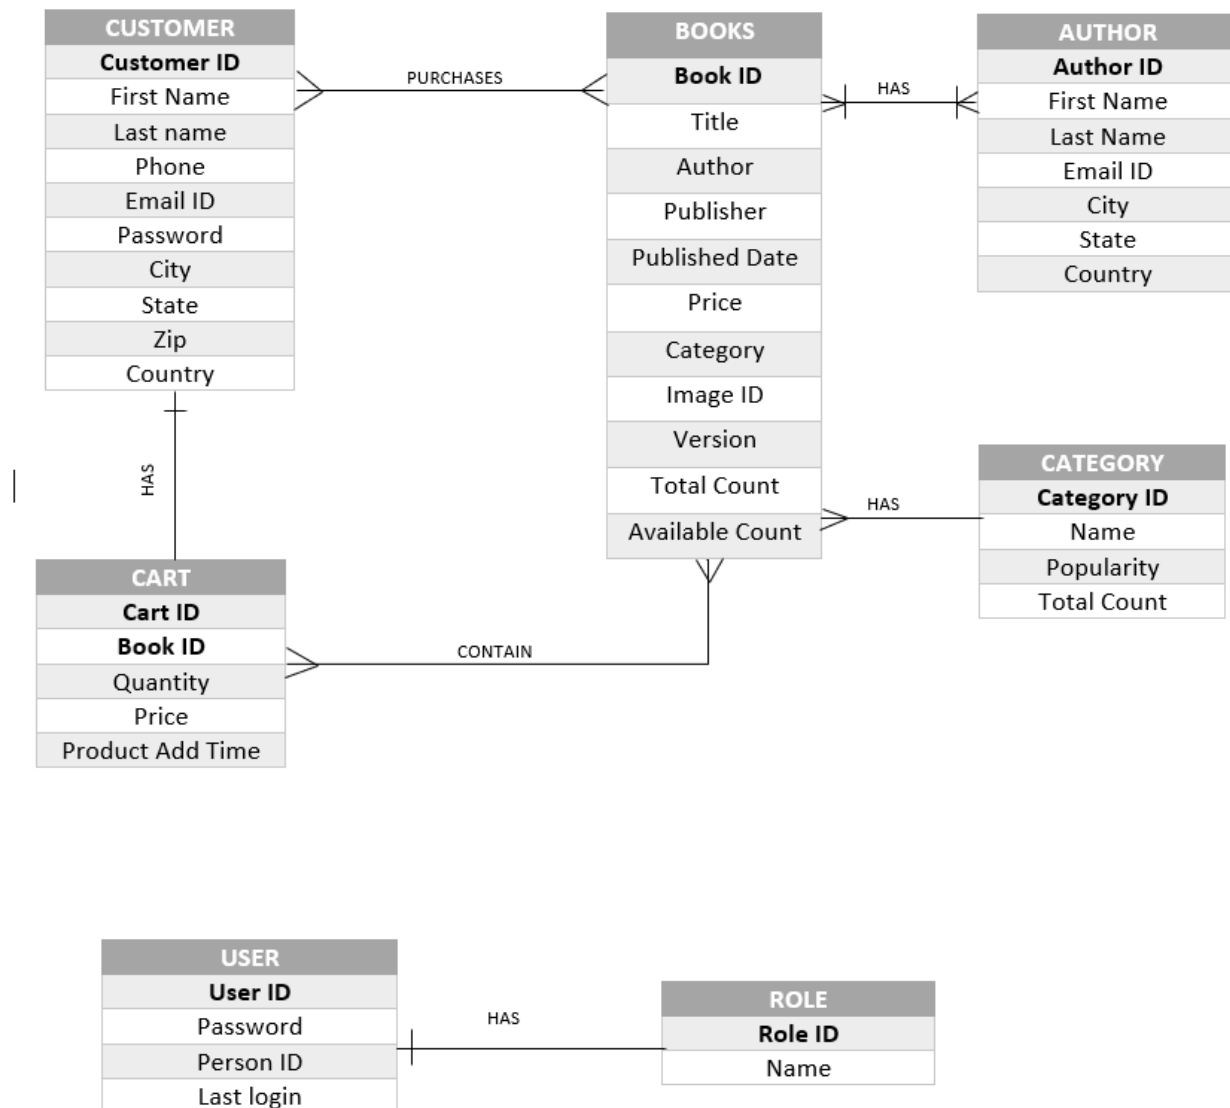 CUSTOMER
Customer ID
First Name
Last name
Phone
Email ID
Password
City
State
Zip
Country
PURCHASES
BOOKS
Book ID
Title
Author
Publisher
Published Date
Price
Category
Image ID
Version
Total Count
Available Count
HAS
AUTHOR
Author ID
First Name
Last Name
Email ID
City
State
Country
HAS
CATEGORY
Category ID
Name
Popularity
Total Count
HAS
CART
Cart ID
Book ID
Quantity
Price
Product Add Time
CONTAIN
USER
User ID
Password
Person ID
Last login
HAS
ROLE
Role ID
Name